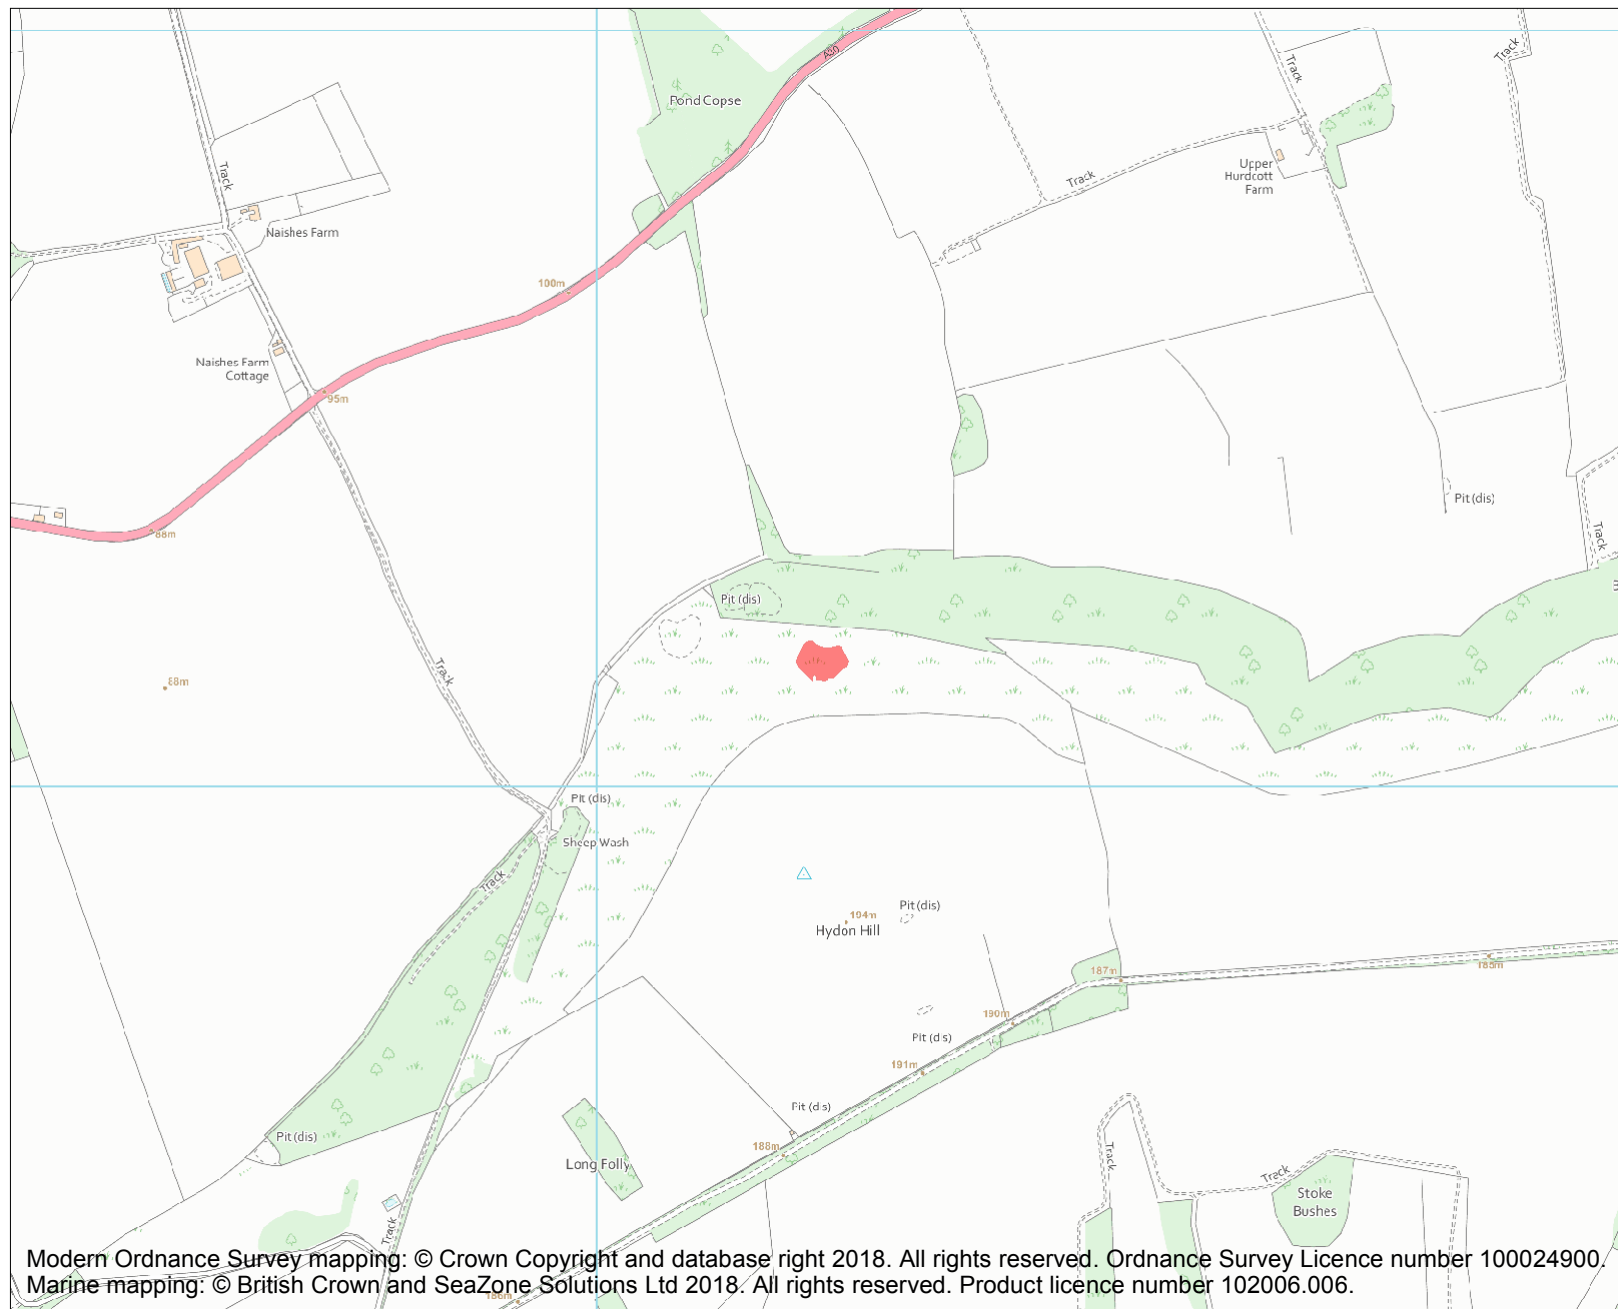 A30
Track
Track
Pond Copse
Track
Upper
Hurdcott
Farm
Track
Naishes Farm
100m
Naishes Farm
Cottage
95m
Pit (dis)
88m
Track
Pit (dis)
Track
88m
Pit (dis)
Sheep Wash
Track
194m
Pit (dis)
Hydon Hill
187m
185m
190m
Pit (dis)
191m
Pit (dis)
Pit (dis)
188m
Track
Long Folly
Track
Stoke
Bushes
Track
Modern Ordnance Survey mapping: © Crown Copyright and database right 2018. All rights reserved. Ordnance Survey Licence number 100024900.
Marine mapping: © British Crown and SeaZone Solutions Ltd 2018. All rights reserved. Product licence number 102006.006.
186m